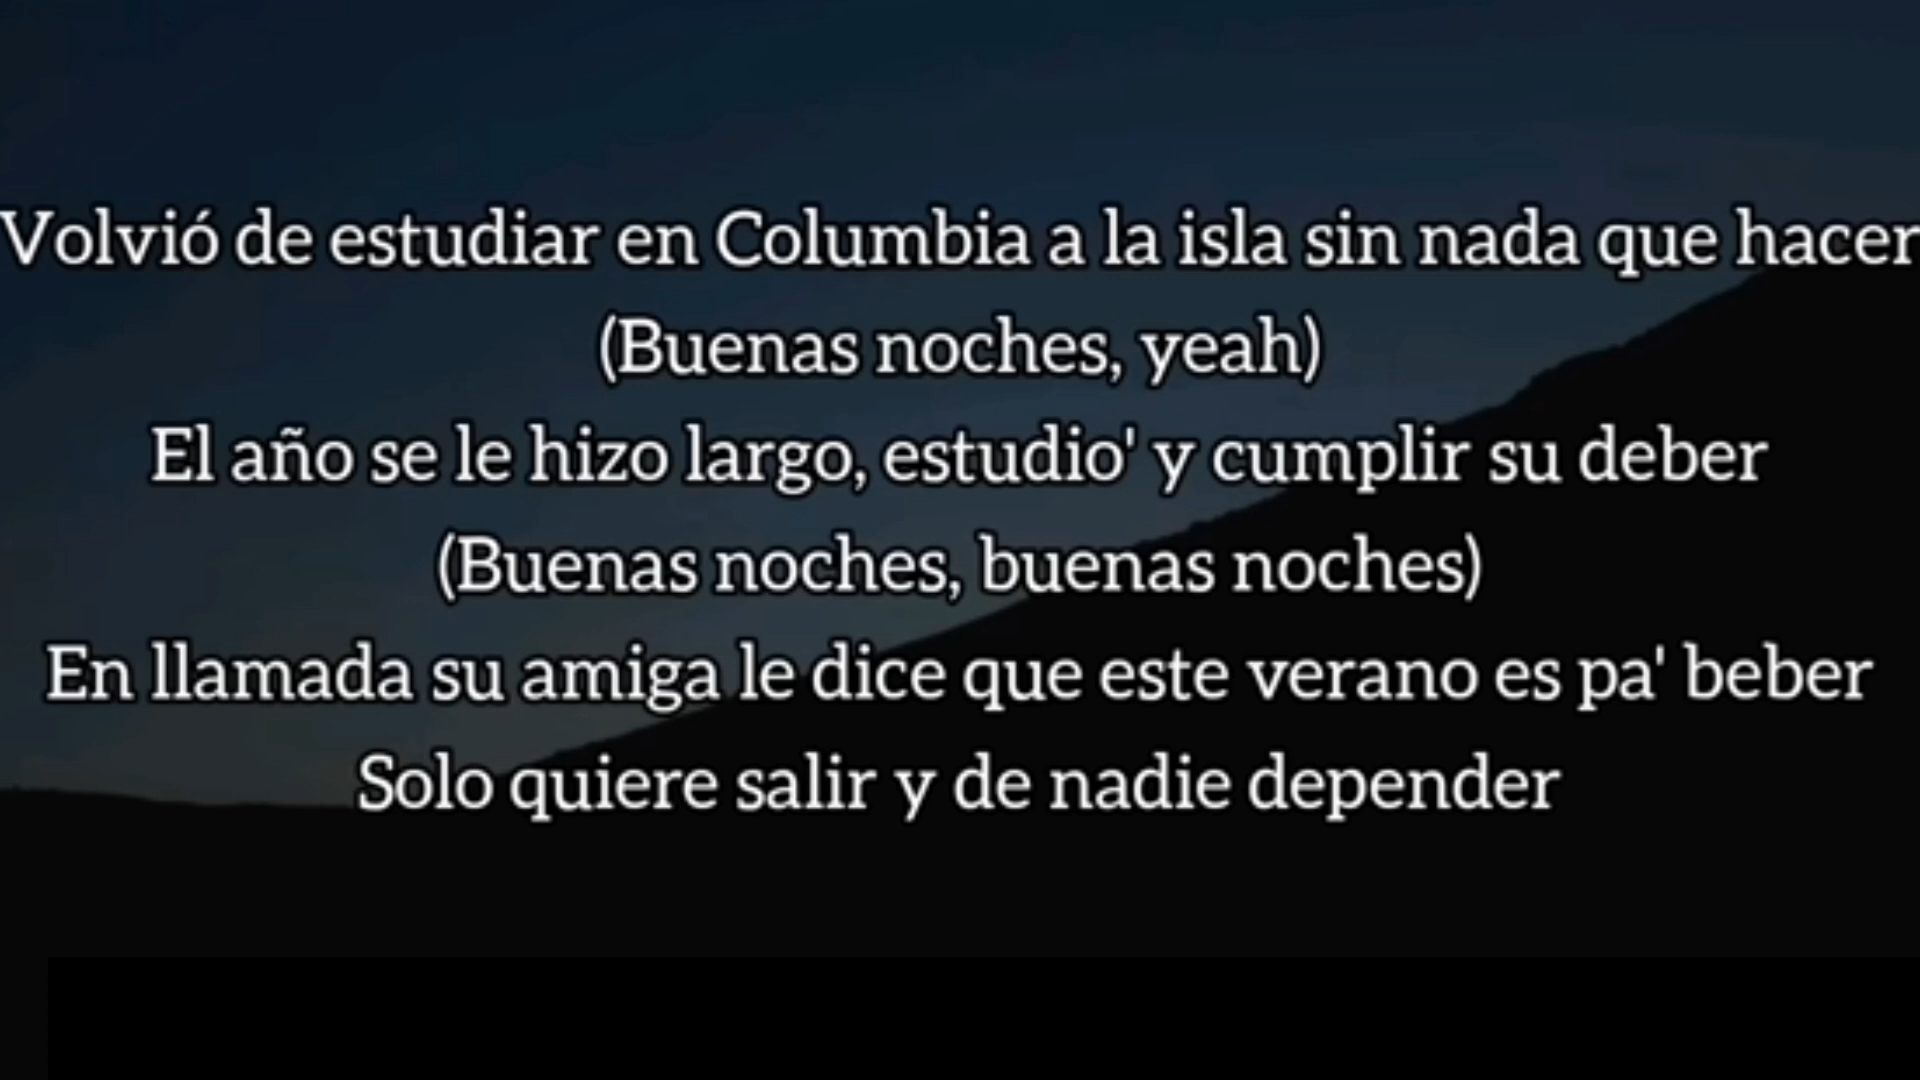 Volvió de estudiar en Columbia a la isla sin nada que hacer
(Buenas noches, yeah)
El año se le hizo largo, estudio' y cumplir su deber
(Buenas noches, buenas noches)
En llamada su amiga le dice que este verano es pa' beber
Solo quiere salir y de nadie depender